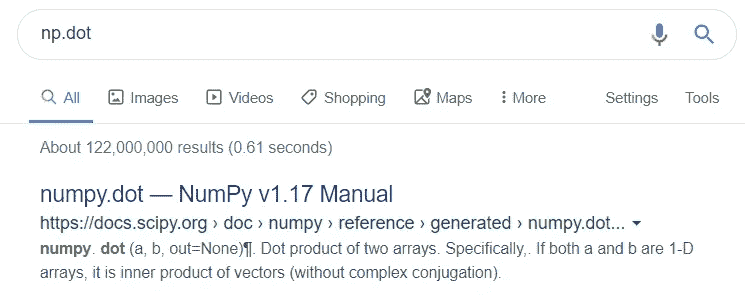 np.dot
All Images Videos Shopping Maps More Settings Tools
About 122,000,000 results (0.61 seconds)
numpy.dot — NumPy v1.17 Manual
https://docs.scipy.org › doc › numpy › reference › generated › numpy.dot...
numpy. dot (a, b, out=None)¶. Dot product of two arrays. Specifically,. If both a and b are 1-D
arrays, it is inner product of vectors (without complex conjugation).